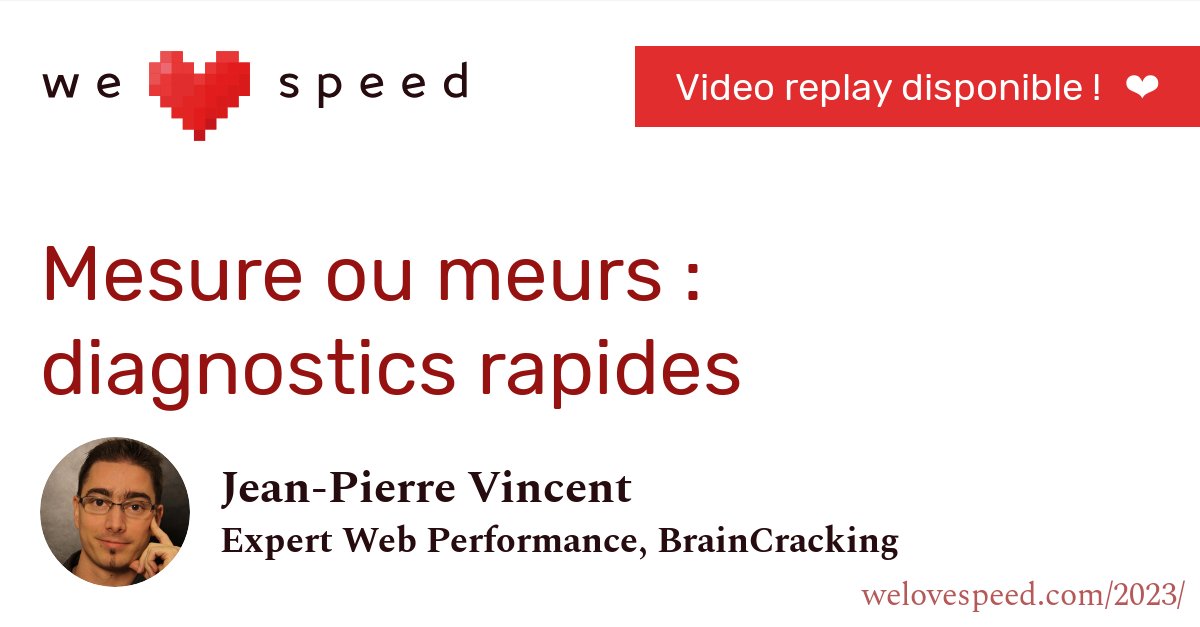 we speed
Video replay disponible ! ❤
Mesure ou meurs :
diagnostics rapides
Jean-Pierre Vincent
Expert Web Performance, BrainCracking
welovespeed.com/2023/